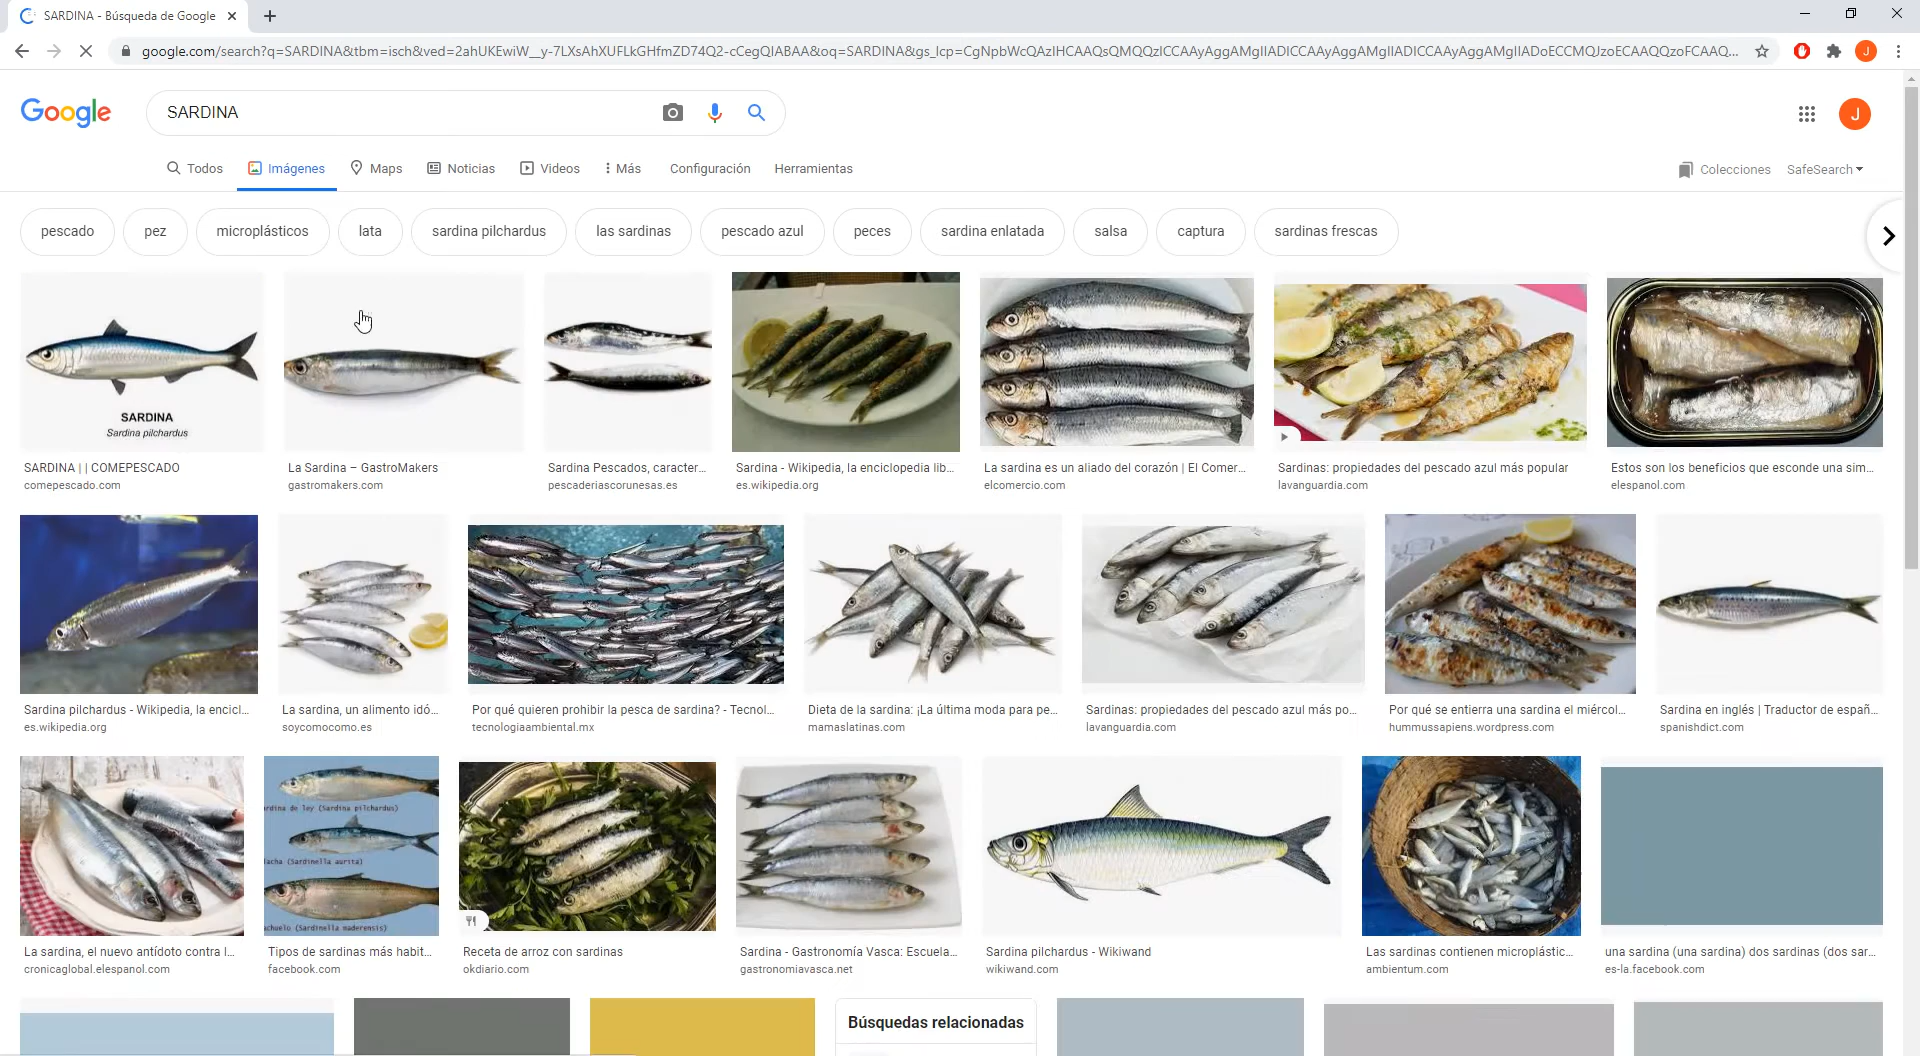 SARDINA - Búsqueda de Google
google.com/search?q=SARDINA&tbm=isch&ved=2ahUKEwiW__y-7LXsAhXUFLkGHfmZD74Q2-cCegQIABAA&oq=SARDINA&gs_lcp=CgNpbWcQAzIHCAAQsQMQQzICCAAyAggAMgIIADICCAAyAggAMgIIADICCAAyAggAMgIIADoECCMQJzoECAAQQzoFCAAQ...
J
Google
SARDINA
J
Todos
Imágenes
Maps
Noticias
Videos
Más
Configuración
Herramientas
Colecciones
SafeSearch
pescado
pez
microplásticos
lata
sardina pilchardus
las sardinas
pescado azul
peces
sardina enlatada
salsa
captura
sardinas frescas
SARDINA
Sardina pilchardus
SARDINA | | COMEPESCADO
comepescado.com
La Sardina – GastroMakers
gastromakers.com
Sardina Pescados, caracter...
pescaderiascorunesas.es
Sardina - Wikipedia, la enciclopedia lib...
es.wikipedia.org
La sardina es un aliado del corazón | El Comer...
elcomercio.com
Sardinas: propiedades del pescado azul más popular
lavanguardia.com
Estos son los beneficios que esconde una sim...
elespanol.com
Sardina pilchardus - Wikipedia, la encicl...
es.wikipedia.org
La sardina, un alimento idó...
soycomocomo.es
Por qué quieren prohibir la pesca de sardina? - Tecnol...
tecnologiaambiental.mx
Dieta de la sardina: ¡La última moda para pe...
mamaslatinas.com
Sardinas: propiedades del pescado azul más po...
lavanguardia.com
Por qué se entierra una sardina el miércol...
hummussapiens.wordpress.com
Sardina en inglés | Traductor de españ...
spanishdict.com
rdina de ley (Sardina pilchardus)
lacha (Sardinella aurita)
achuelo (Sardinella maderensis)
La sardina, el nuevo antídoto contra l...
cronicaglobal.elespanol.com
Tipos de sardinas más habit...
facebook.com
Receta de arroz con sardinas
okdiario.com
Sardina - Gastronomía Vasca: Escuela...
gastronomiavasca.net
Sardina pilchardus - Wikiwand
wikiwand.com
Las sardinas contienen microplástic...
ambientum.com
una sardina (una sardina) dos sardinas (dos sar...
es-la.facebook.com
Búsquedas relacionadas